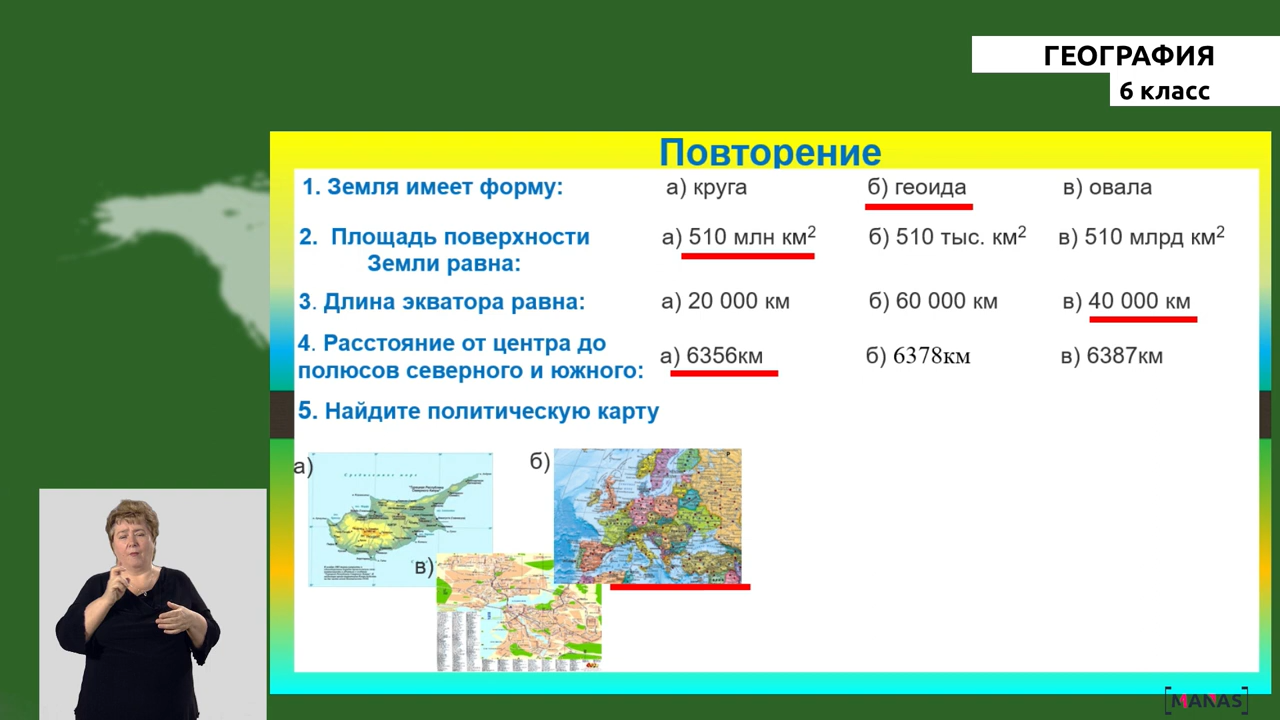 ГЕОГРАФИЯ
6 класс
Повторение
1. Земля имеет форму: а) круга б) геоида в) овала
2. Площадь поверхности Земли равна: а) 510 млн км² б) 510 тыс. км² в) 510 млрд км²
3. Длина экватора равна: а) 20 000 км б) 60 000 км в) 40 000 км
4. Расстояние от центра до полюсов северного и южного: а) 6356км б) 6378км в) 6387км
5. Найдите политическую карту
а)
б)
в)
Средиземное море
[MANAS]